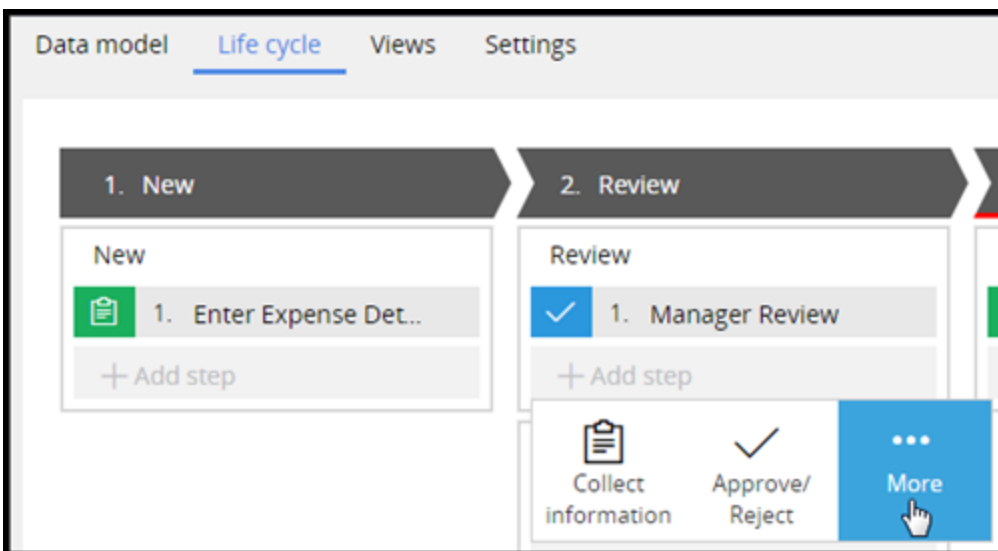 Data model Life cycle Views Settings
1. New
2. Review
New
1. Enter Expense Det...
+ Add step
Review
1. Manager Review
+ Add step
Collect
information
Approve/
Reject
More